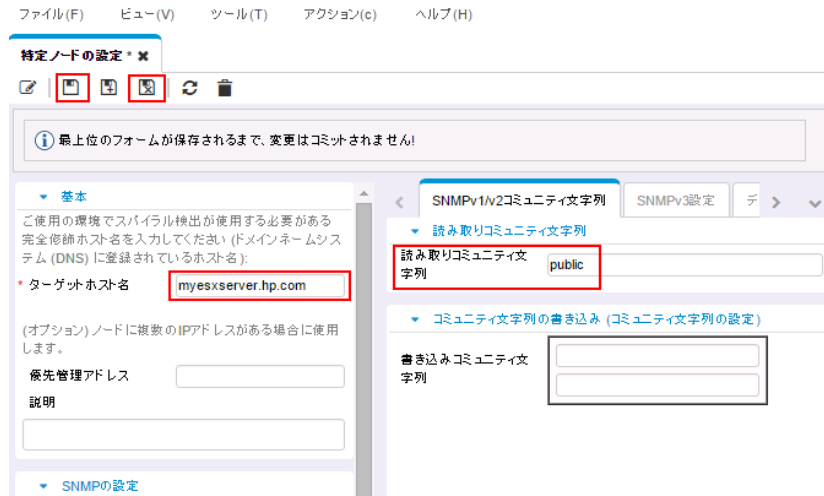 ファイル(F) ビュー(V) ツール(T) アクション(c) ヘルプ(H)
特定ノードの設定 * ✖
最上位のフォームが保存されるまで、変更はコミットされません!
基本
ご使用の環境でスパイラル検出が使用する必要がある
完全修飾ホスト名を入力してください (ドメインネームシス
テム (DNS) に登録されているホスト名):
* ターゲットホスト名 myesxserver.hp.com
(オプション) ノードに複数のIPアドレスがある場合に使用
します。
優先管理アドレス
説明
SNMPの設定
SNMPv1/v2コミュニティ文字列 SNMPv3設定 デ
読み取りコミュニティ文字列
読み取りコミュニティ文
字列
public
コミュニティ文字列の書き込み (コミュニティ文字列の設定)
書き込みコミュニティ文
字列